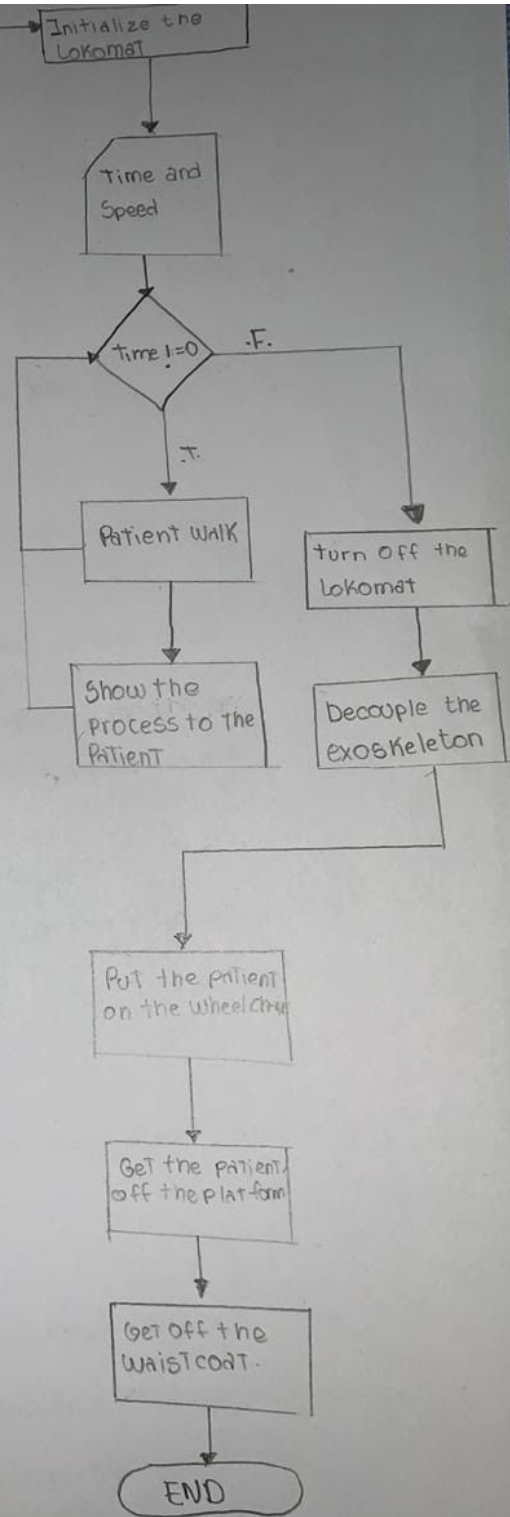 Initialize the
Lokomat
Time and
Speed
Time != 0
.F.
.T.
Patient Walk
turn off the
Lokomat
Show the
process to the
Patient
Decouple the
exoskeleton
Put the patient
on the wheelchair
Get the patient
off the platform
Get off the
waistcoat.
END